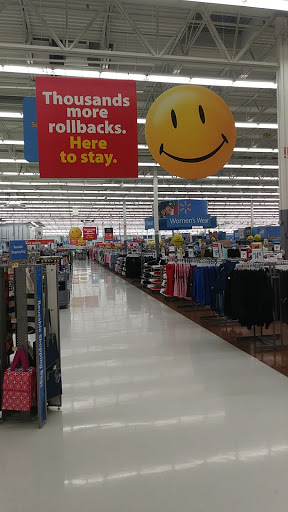 Thousands
more
rollbacks.
Here
to stay.
Women's Wear